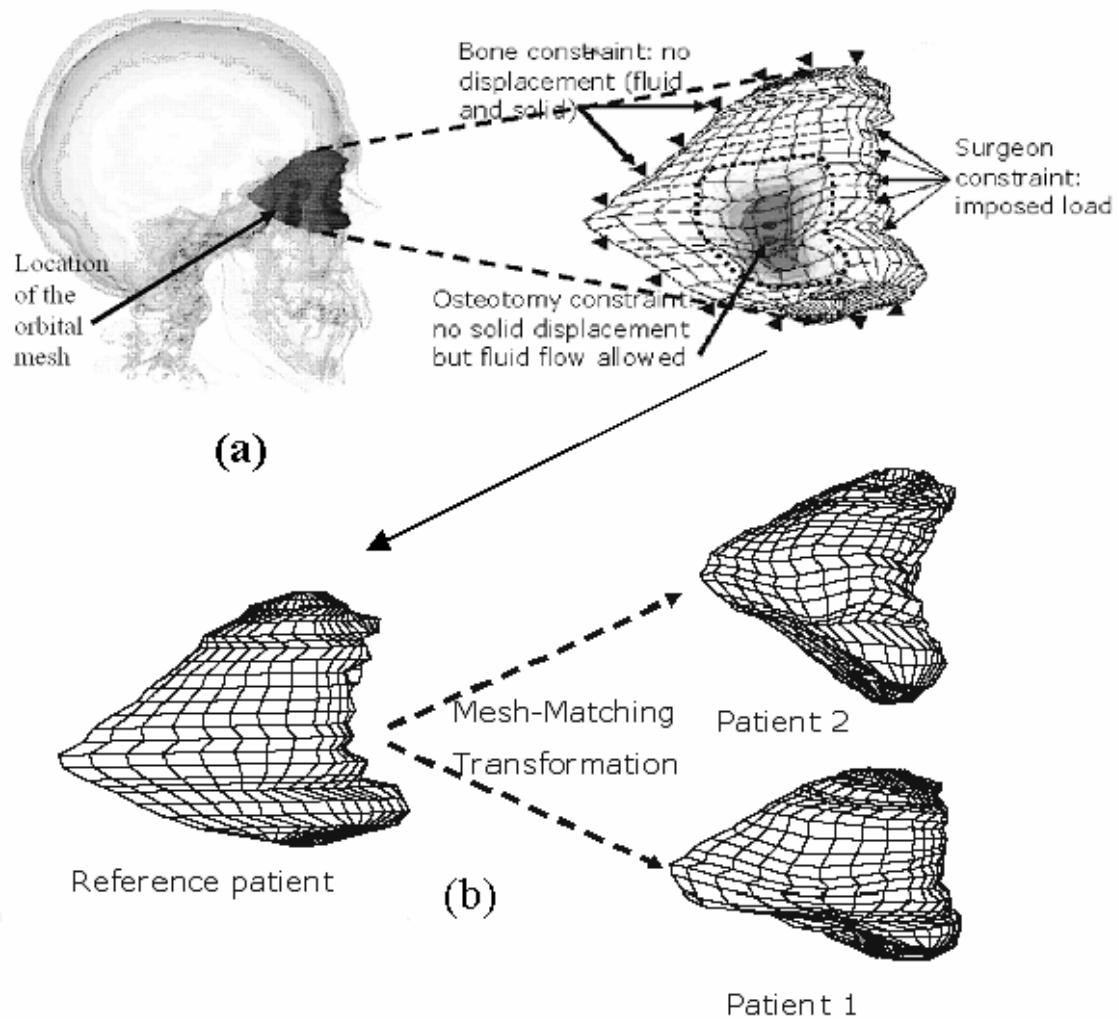 Bone constraint: no
displacement (fluid
and solid)
Surgeon
constraint:
imposed load
Location
of the
orbital
mesh
Osteotomy constraint:
no solid displacement
but fluid flow allowed
(a)
Mesh-Matching
Transformation
Patient 2
Reference patient
(b)
Patient 1